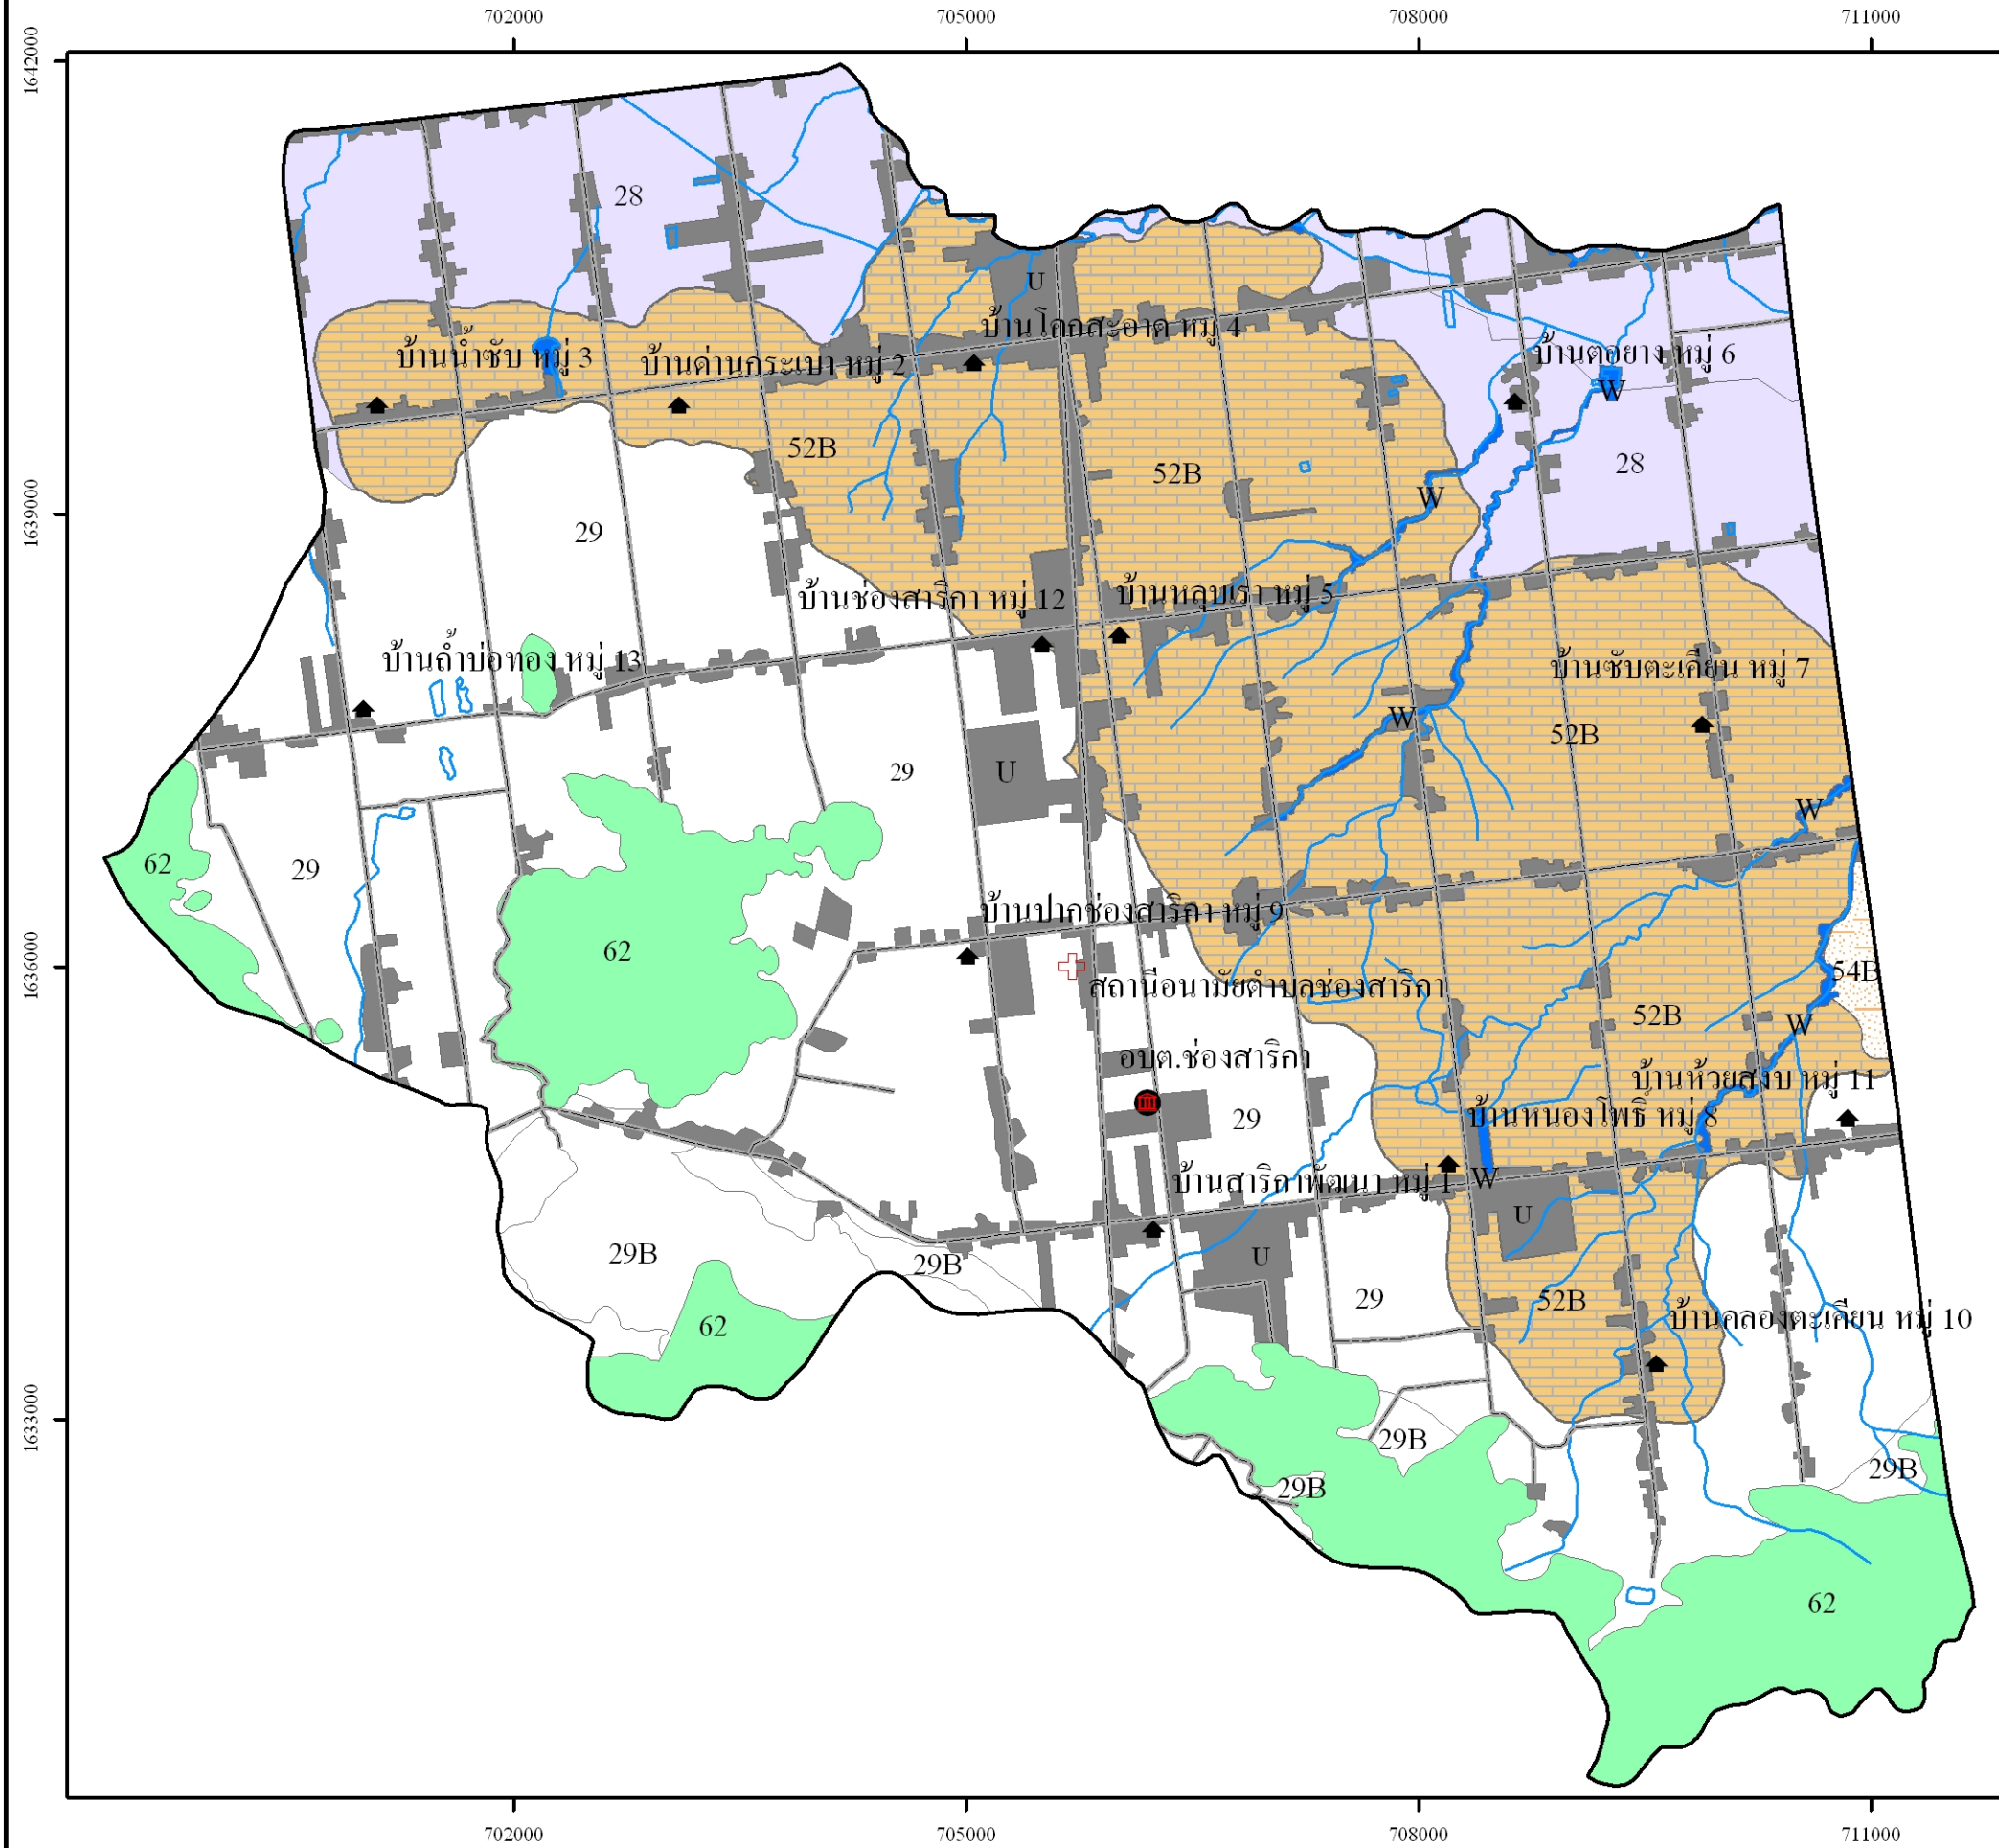 702000 705000 708000 711000
1642000
28
U
บ้านโคกสะอาด หมู่ 4
บ้านน้ำซับ หมู่ 3
บ้านด่านกระเบา หมู่ 2
บ้านตอยาง หมู่ 6
W
52B
52B
28
W
1639000
29
บ้านช่องสาริกา หมู่ 12
บ้านหลุบเรา หมู่ 5
บ้านถ้ำบ่อทอง หมู่ 13
บ้านซับตะเคียน หมู่ 7
W
52B
29
U
W
62
29
บ้านปากช่องสาริกา หมู่ 9
62
1636000
54B
สถานีอนามัยตำบลช่องสาริกา
52B
W
อบต.ช่องสาริกา
บ้านห้วยสงบ หมู่ 11
29
บ้านหนองโพธิ์ หมู่ 8
บ้านสาริกาพัฒนา หมู่ 1
W
U
29B
29B
U
29
52B
62
บ้านคลองตะเคียน หมู่ 10
1633000
29B
29B
29B
62
702000 705000 708000 711000